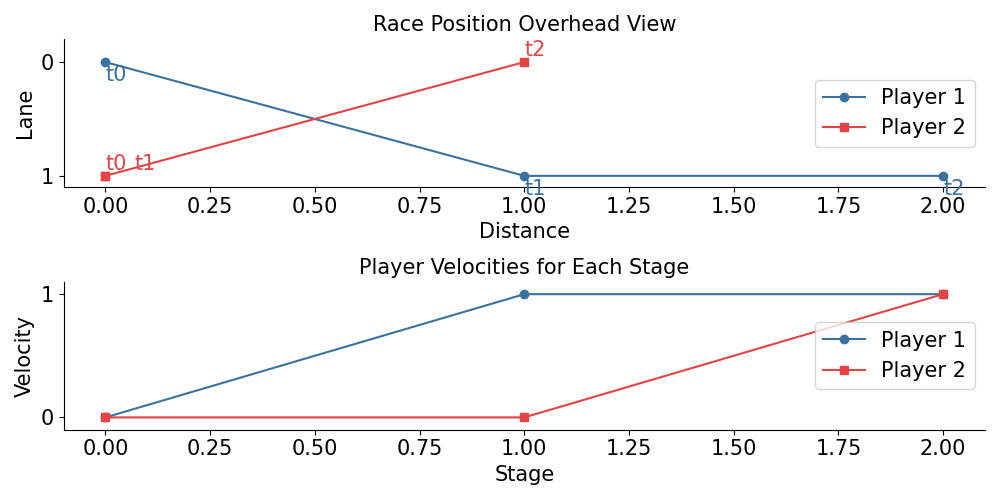 Race Position Overhead View
Lane
0
1
t0
t0 t1
t2
t1
t2
Player 1
Player 2
0.00 0.25 0.50 0.75 1.00 1.25 1.50 1.75 2.00
Distance
Player Velocities for Each Stage
Velocity
1
0
Player 1
Player 2
0.00 0.25 0.50 0.75 1.00 1.25 1.50 1.75 2.00
Stage